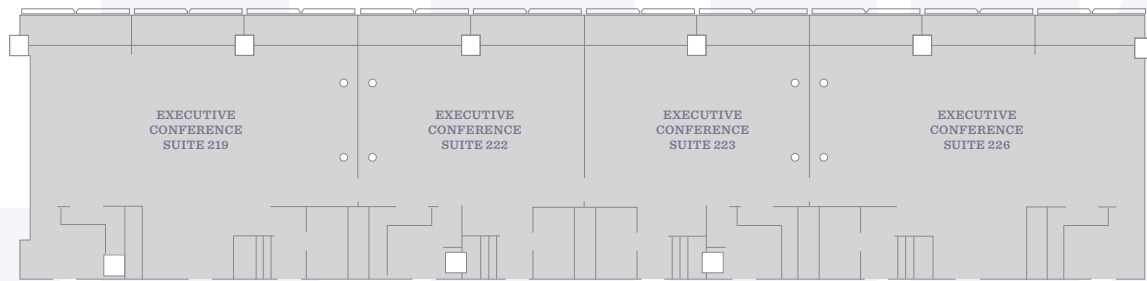 EXECUTIVE
CONFERENCE
SUITE 219
EXECUTIVE
CONFERENCE
SUITE 222
EXECUTIVE
CONFERENCE
SUITE 223
EXECUTIVE
CONFERENCE
SUITE 226